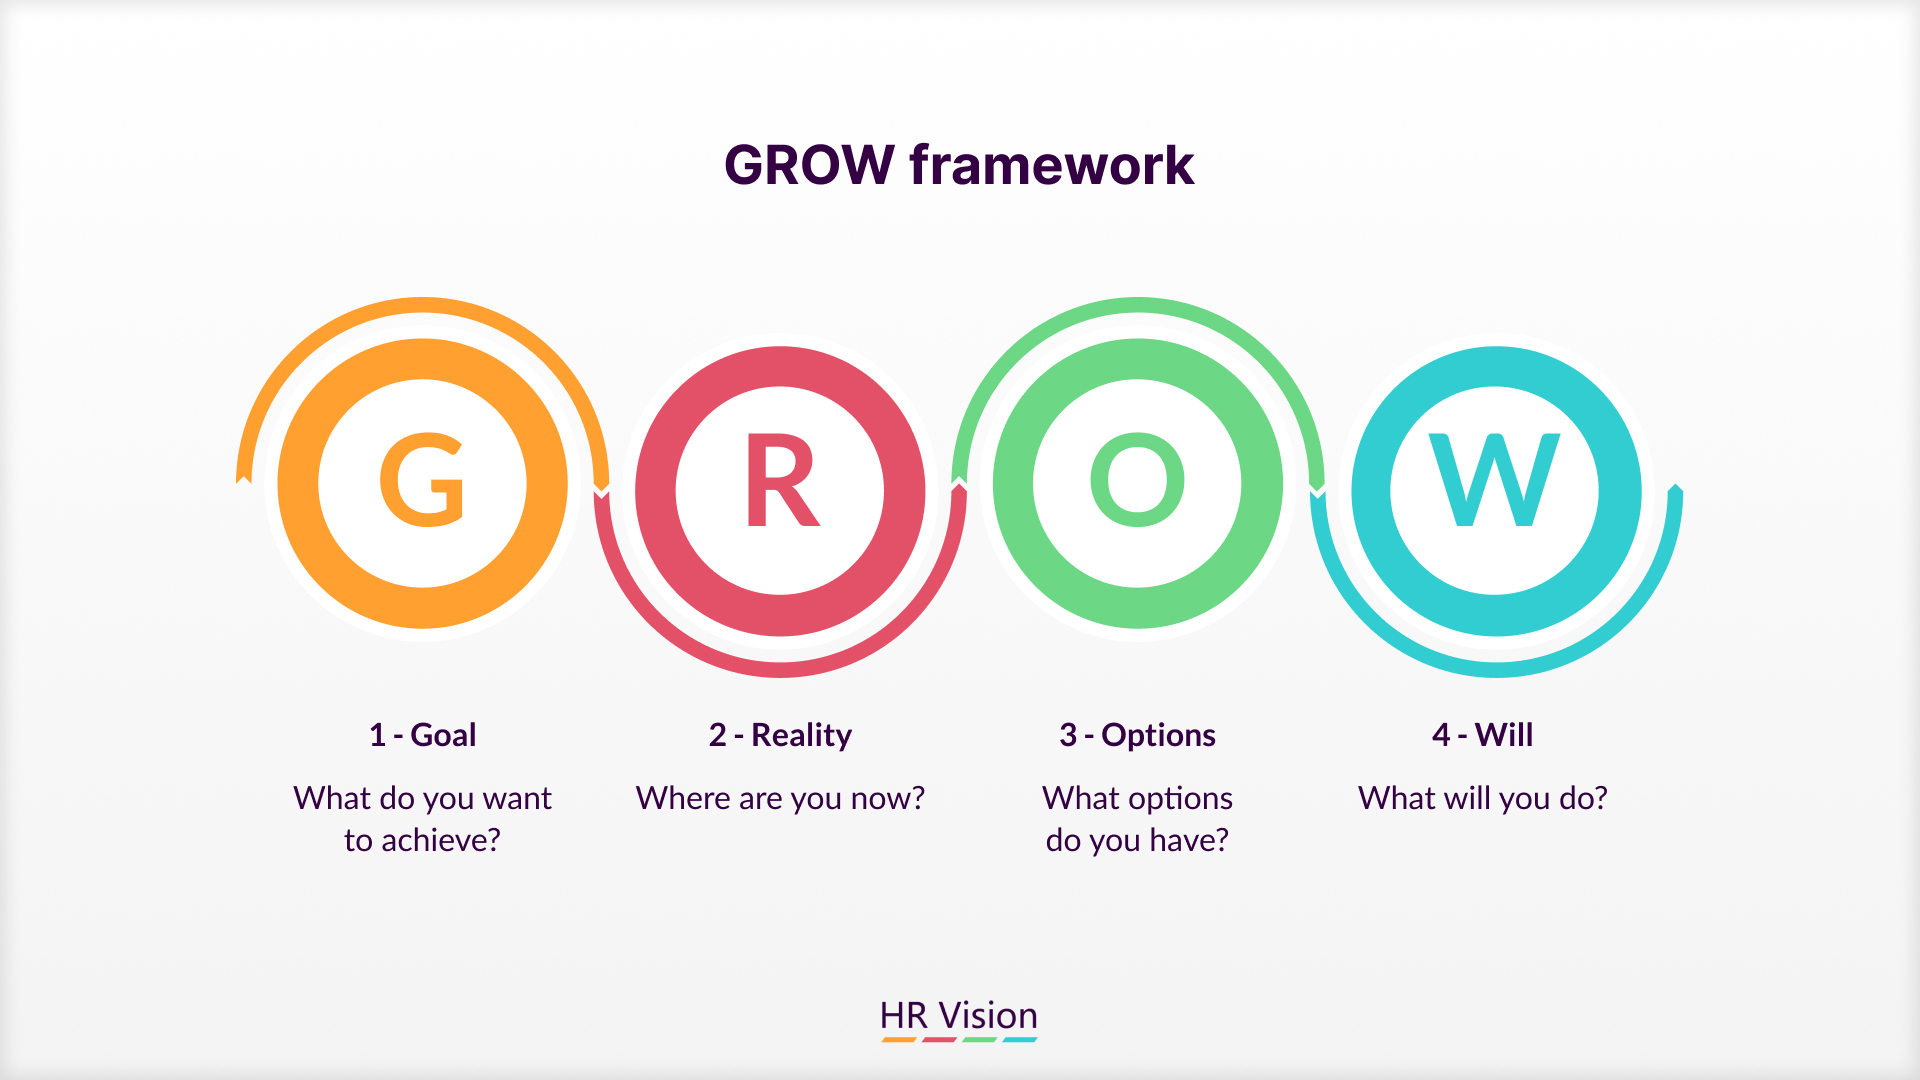 GROW framework
G
R
O
W
1 - Goal
What do you want
to achieve?
2 - Reality
Where are you now?
3 - Options
What options
do you have?
4 - Will
What will you do?
HR Vision